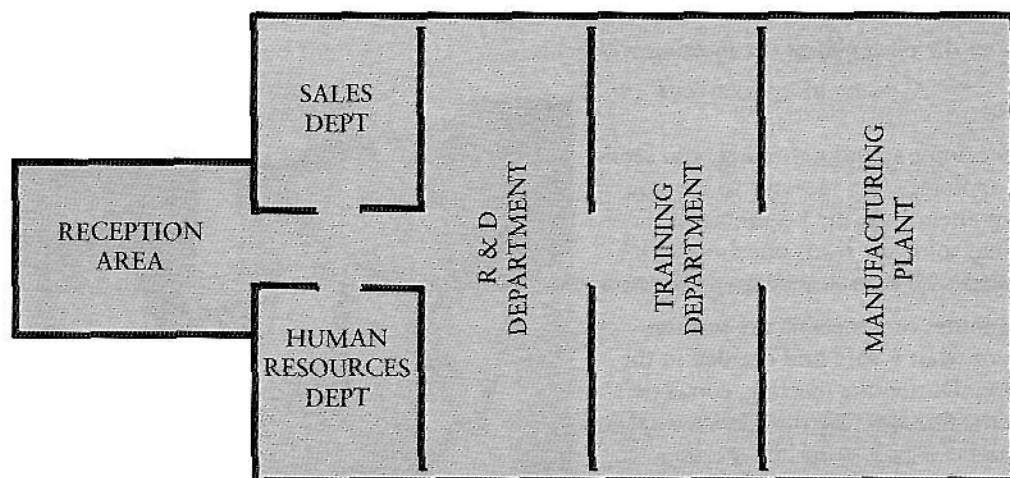 SALES
DEPT
RECEPTION
AREA
HUMAN
RESOURCES
DEPT
R & D
DEPARTMENT
TRAINING
DEPARTMENT
MANUFACTURING
PLANT